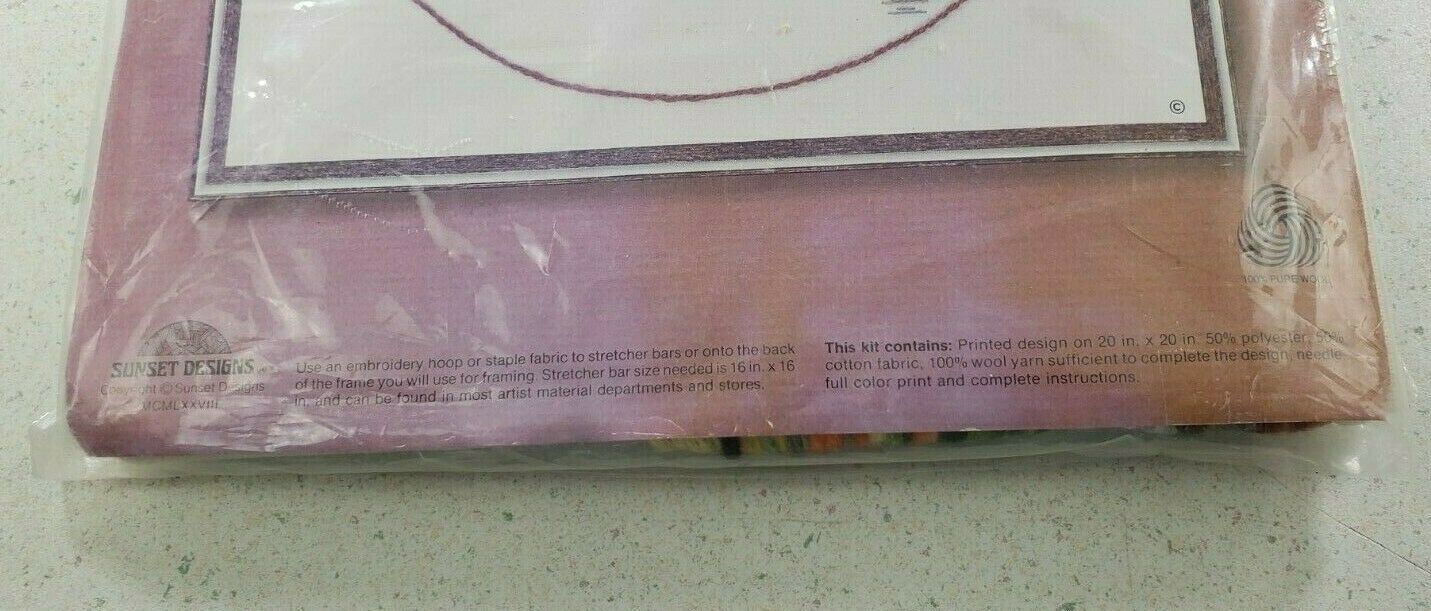 ©
100% PURE WOOL
SUNSET DESIGNS
Copyright © Sunset Designs
MCMLXXVIII
Use an embroidery hoop or staple fabric to stretcher bars or onto the back
of the frame you will use for framing. Stretcher bar size needed is 16 in. x 16
in. and can be found in most artist material departments and stores.
This kit contains: Printed design on 20 in. x 20 in. 50% polyester, 50%
cotton fabric, 100% wool yarn sufficient to complete the design, needle
full color print and complete instructions.